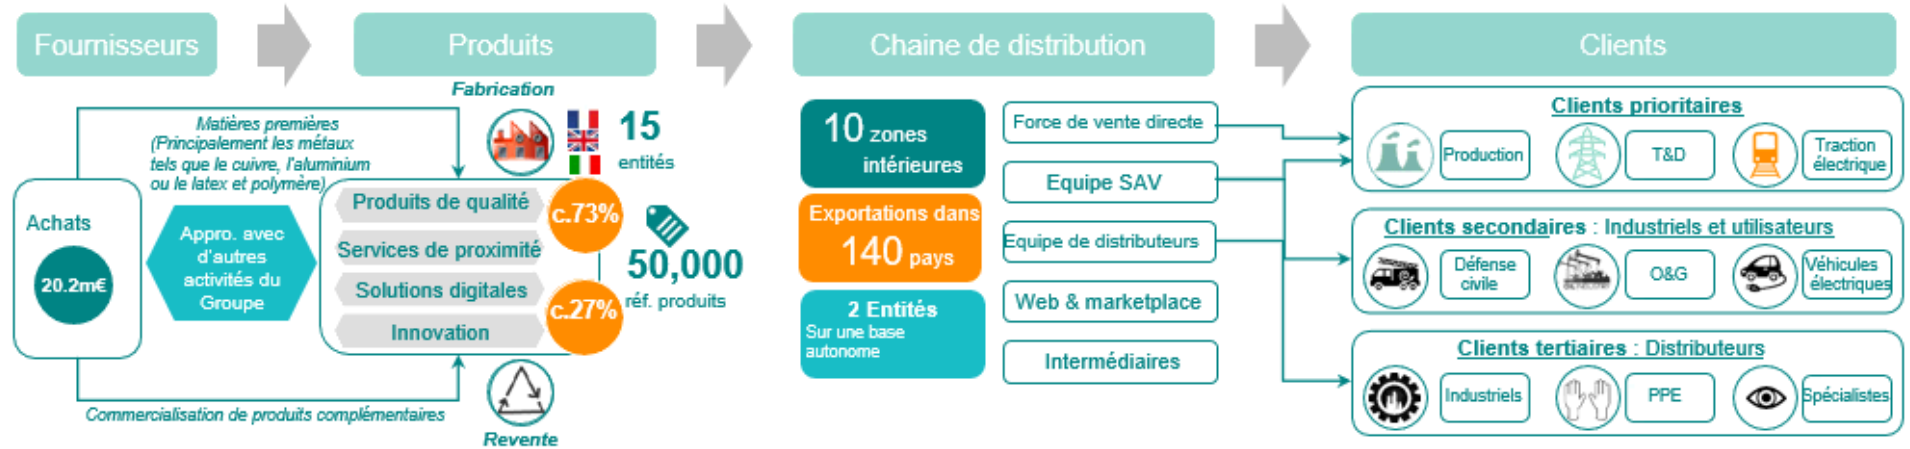 Fournisseurs
Produits
Chaine de distribution
Clients
Fabrication
Matières premières
(Principalement les métaux
tels que le cuivre, l'aluminium
ou le latex et polymère)
15
entités
Achats
20.2m€
Appro. avec
d'autres
activités du
Groupe
Produits de qualité
Services de proximité
Solutions digitales
Innovation
c.73%
c.27%
50,000
réf. produits
Commercialisation de produits complémentaires
Revente
10 zones
intérieures
Exportations dans
140 pays
2 Entités
Sur une base
autonome
Force de vente directe
Equipe SAV
Equipe de distributeurs
Web & marketplace
Intermédiaires
Clients prioritaires
Production
T&D
Traction
électrique
Clients secondaires : Industriels et utilisateurs
Défense
civile
O&G
Véhicules
électriques
Clients tertiaires : Distributeurs
Industriels
PPE
Spécialistes